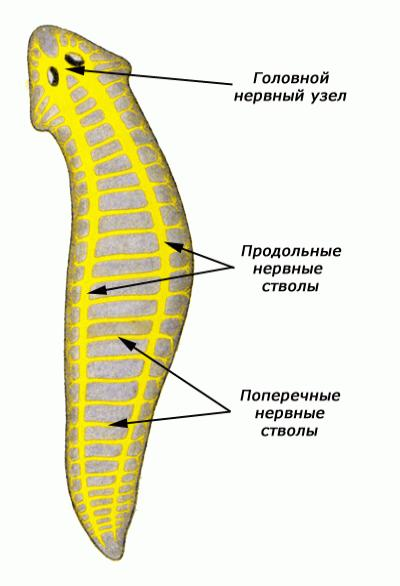 Головной
нервный узел
Продольные
нервные
стволы
Поперечные
нервные
стволы